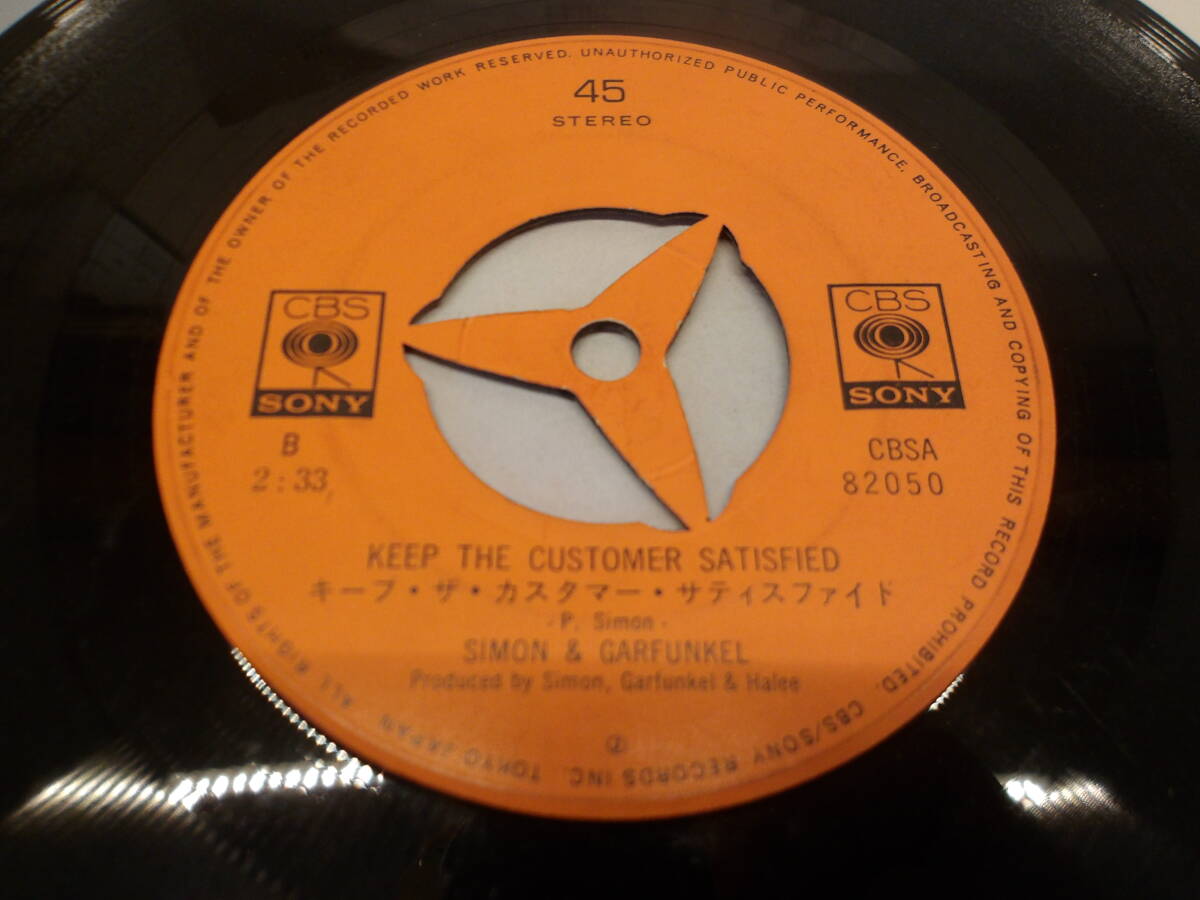 45
STEREO
CBS
SONY
CBS
SONY
B
2:33
CBSA
82050
KEEP THE CUSTOMER SATISFIED
キープ・ザ・カスタマー・サティスファイド
- P. Simon -
SIMON & GARFUNKEL
Produced by Simon, Garfunkel & Halee
ALL RIGHTS OF THE MANUFACTURER AND OF THE OWNER OF THE RECORDED WORK RESERVED. UNAUTHORIZED PUBLIC PERFORMANCE, BROADCASTING AND COPYING OF THIS RECORD PROHIBITED. CBS/SONY RECORDS INC. TOKYO JAPAN